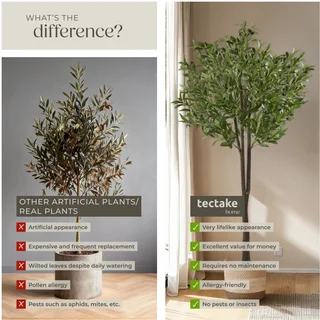 WHAT'S THE
difference?
OTHER ARTIFICIAL PLANTS/
REAL PLANTS
Artificial appearance
Expensive and frequent replacement
Wilted leaves despite daily watering
Pollen allergy
Pests such as aphids, mites, etc.
tectake
Very lifelike appearance
Excellent value for money
Requires no maintenance
Allergy-friendly
No pests or insects